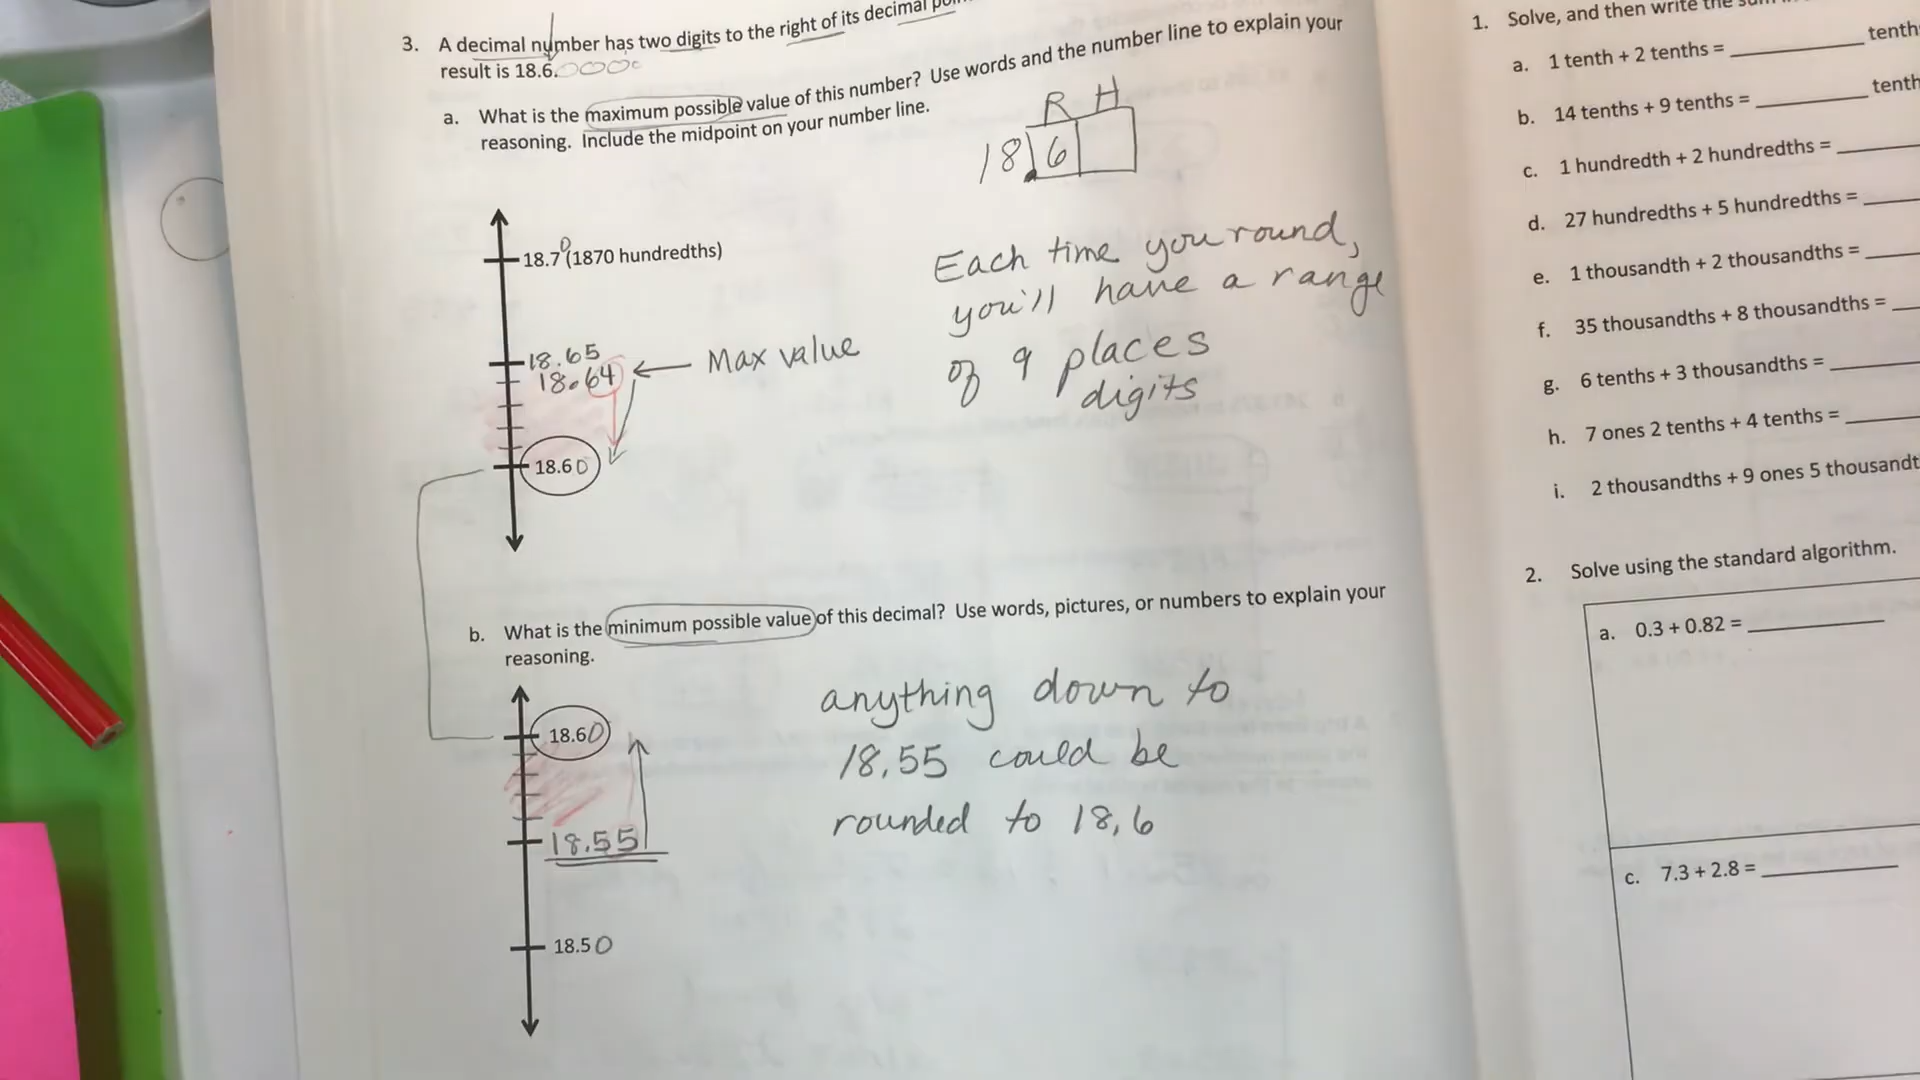 3. A decimal number has two digits to the right of its decimal
result is 18.6.
a. What is the maximum possible value of this number? Use words and the number line to explain your
reasoning. Include the midpoint on your number line.
R H
18.6
18.70 (1870 hundredths)
18.65
18.64
Max value
18.60
Each time you round,
you'll have a range
of 9 places
digits
b. What is the minimum possible value of this decimal? Use words, pictures, or numbers to explain your
reasoning.
18.60
18.55
18.50
anything down to
18.55 could be
rounded to 18.6
1. Solve, and then write the
a. 1 tenth + 2 tenths = tenth
b. 14 tenths + 9 tenths = tenth
c. 1 hundredth + 2 hundredths =
d. 27 hundredths + 5 hundredths =
e. 1 thousandth + 2 thousandths =
f. 35 thousandths + 8 thousandths =
g. 6 tenths + 3 thousandths =
h. 7 ones 2 tenths + 4 tenths =
i. 2 thousandths + 9 ones 5 thousandt
2. Solve using the standard algorithm.
a. 0.3 + 0.82 =
c. 7.3 + 2.8 =